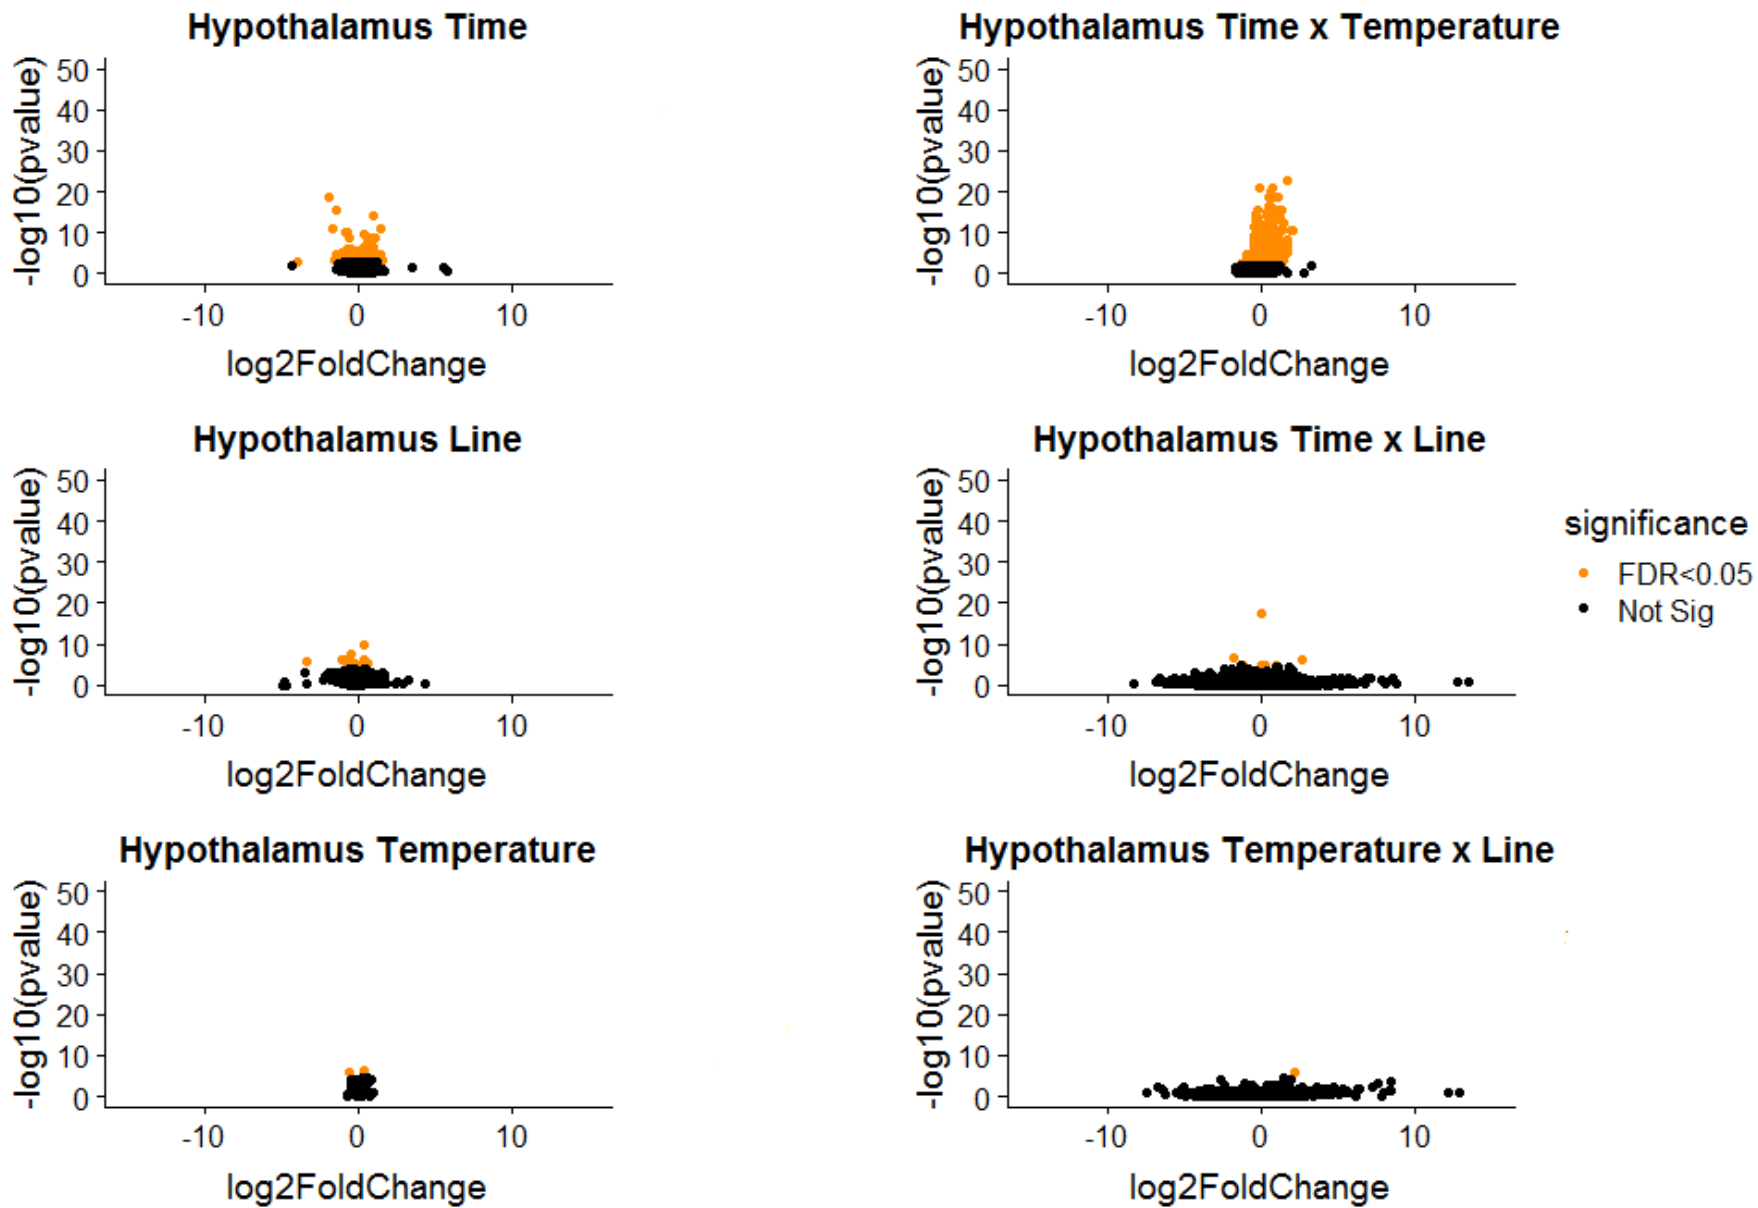 Hypothalamus Time
-log10(pvalue)
50
40
30
20
10
0
-10 0 10
log2FoldChange
Hypothalamus Time x Temperature
-log10(pvalue)
50
40
30
20
10
0
-10 0 10
log2FoldChange
Hypothalamus Line
-log10(pvalue)
50
40
30
20
10
0
-10 0 10
log2FoldChange
Hypothalamus Time x Line
-log10(pvalue)
50
40
30
20
10
0
-10 0 10
log2FoldChange
significance
FDR<0.05
Not Sig
Hypothalamus Temperature
-log10(pvalue)
50
40
30
20
10
0
-10 0 10
log2FoldChange
Hypothalamus Temperature x Line
-log10(pvalue)
50
40
30
20
10
0
-10 0 10
log2FoldChange